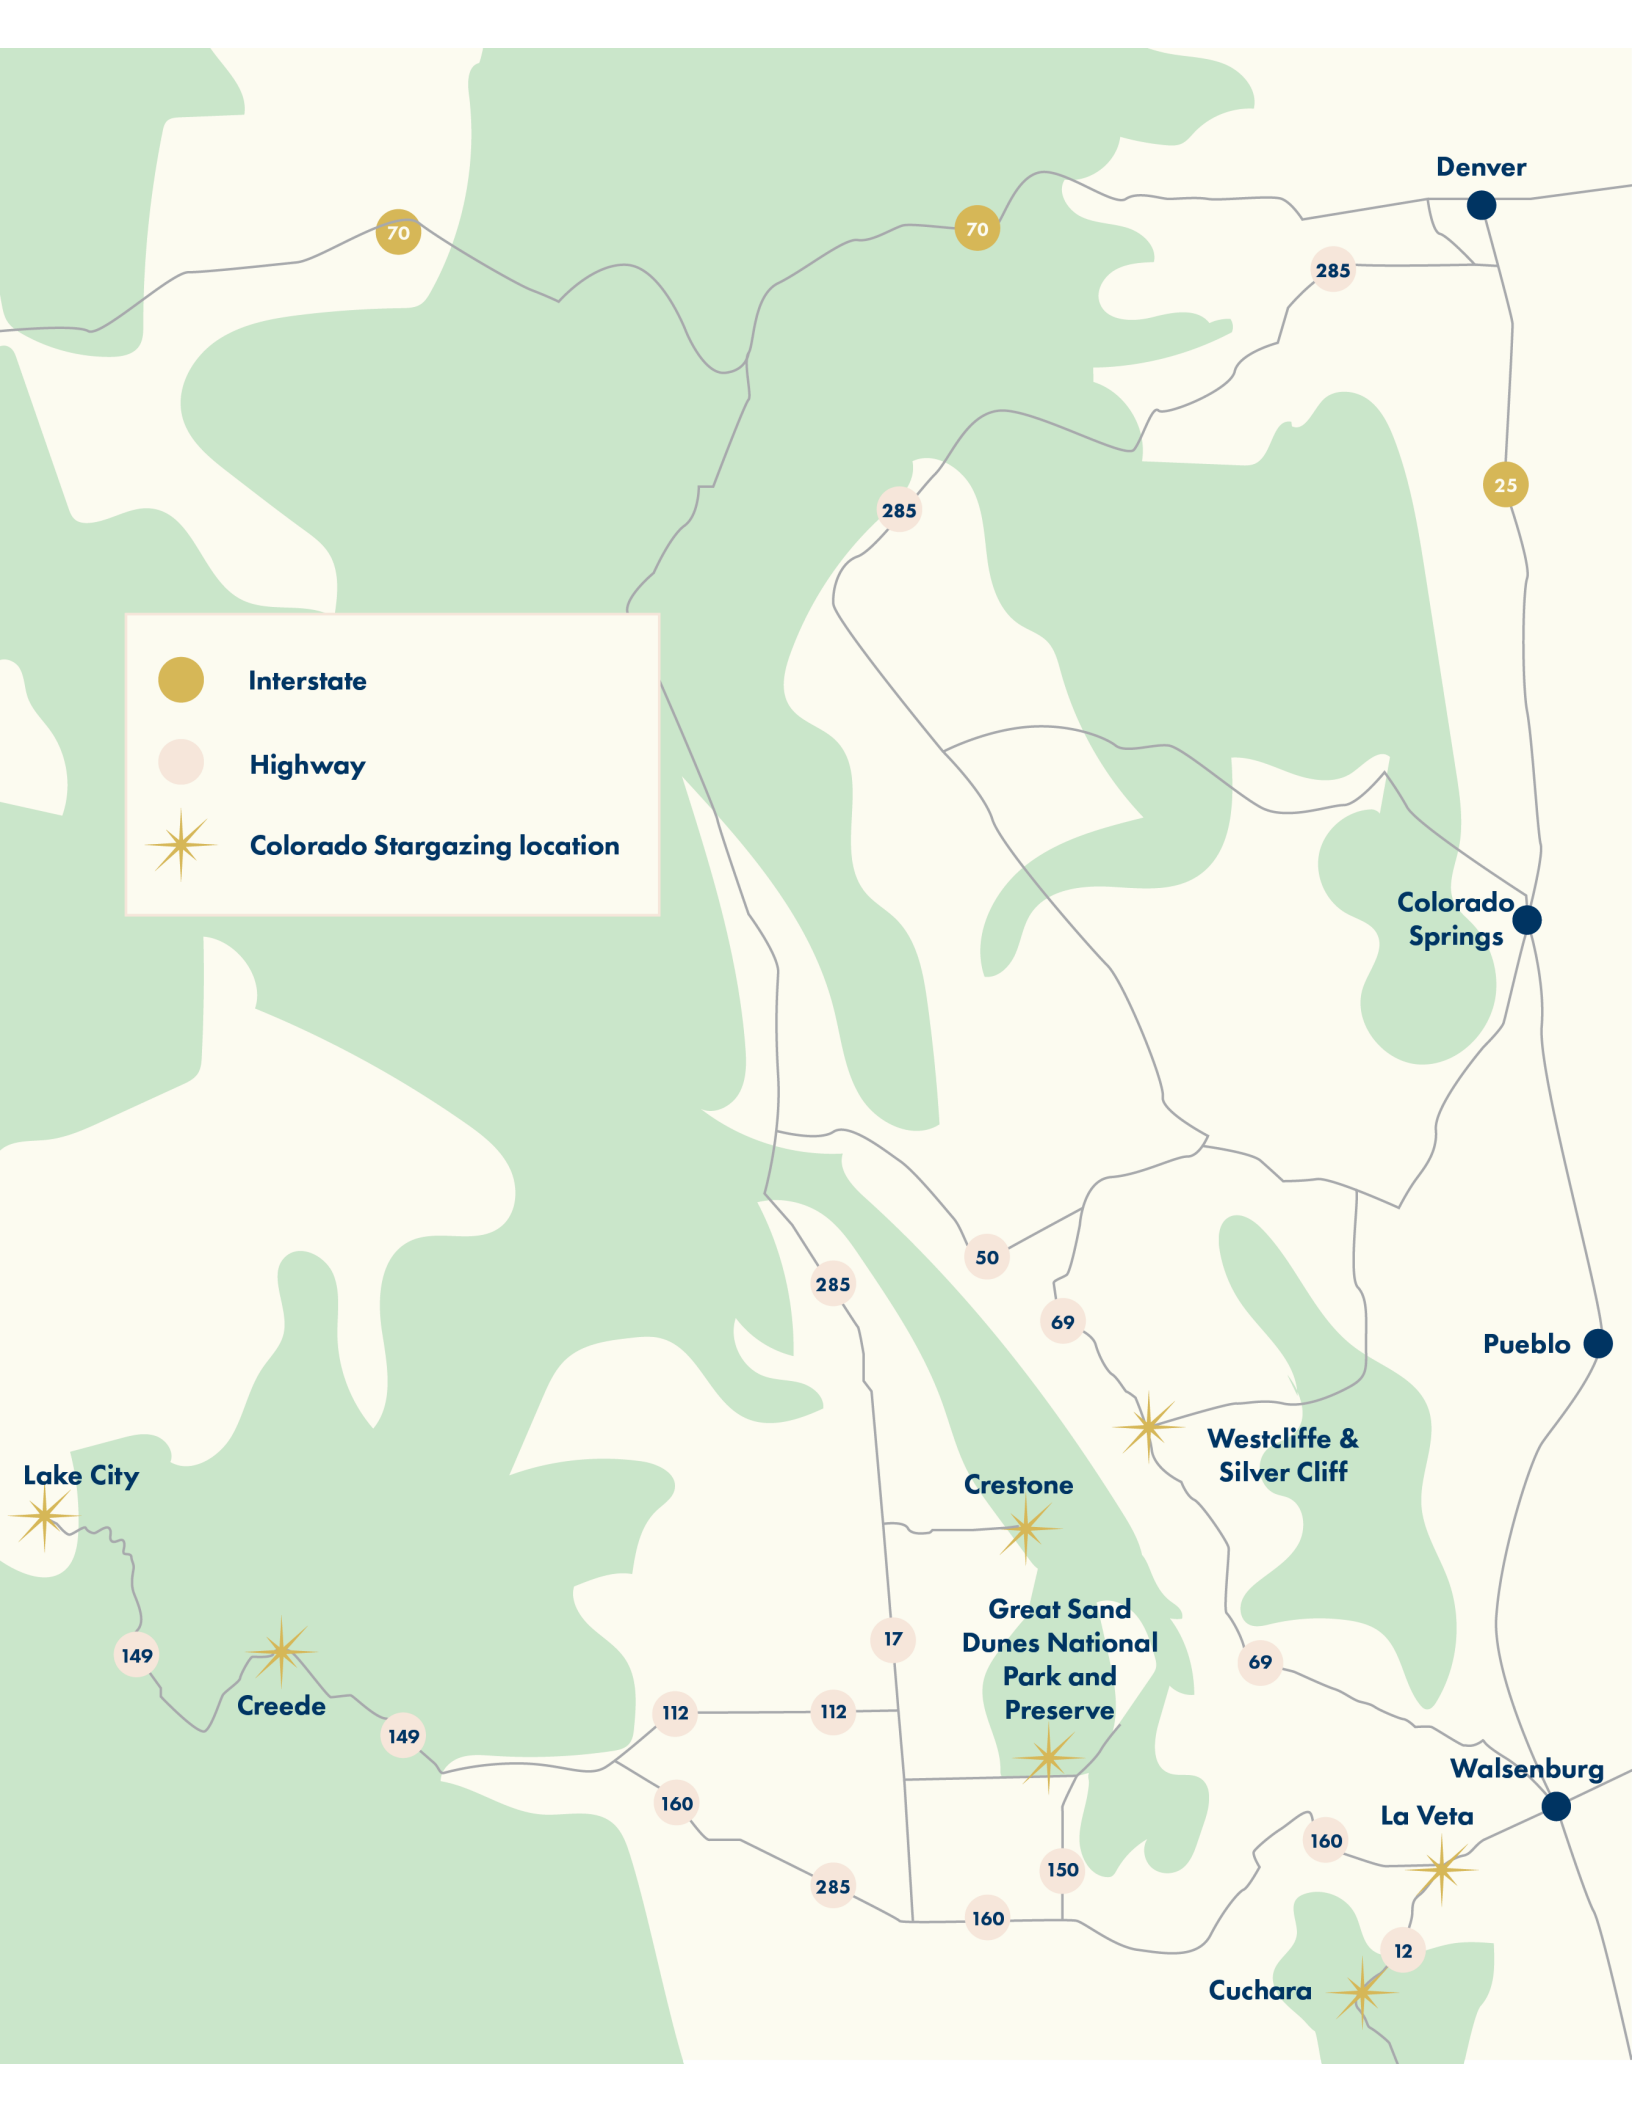 Denver
70
70
285
25
285
Interstate
Highway
Colorado Stargazing location
Colorado
Springs
50
285
69
Pueblo
Westcliffe &
Silver Cliff
Lake City
Crestone
Great Sand
Dunes National
Park and
Preserve
17
149
69
Creede
112
112
149
Walsenburg
160
La Veta
160
150
285
160
12
Cuchara